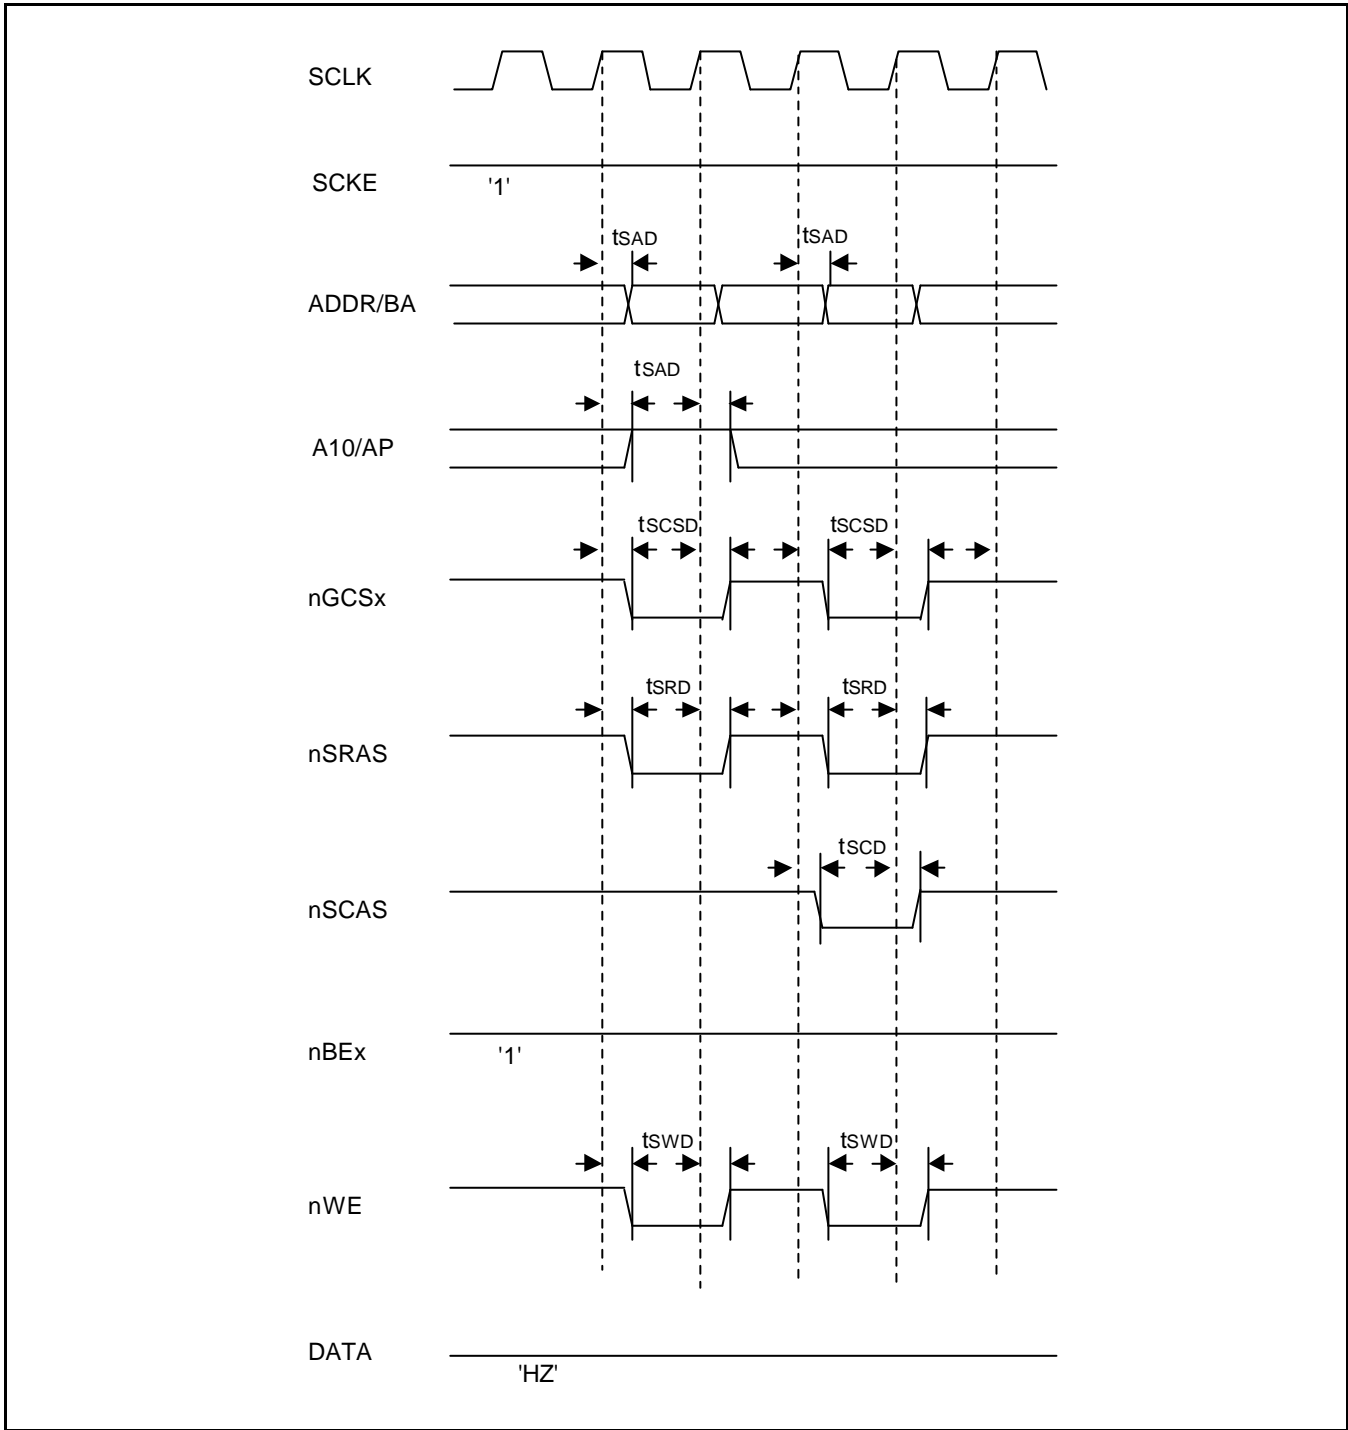 SCLK
SCKE
'1'
tSAD
tSAD
ADDR/BA
tSAD
A10/AP
tSCSD
tSCSD
nGCSx
tSRD
tSRD
nSRAS
tSCD
nSCAS
nBEx
'1'
tSWD
tSWD
nWE
DATA
'HZ'